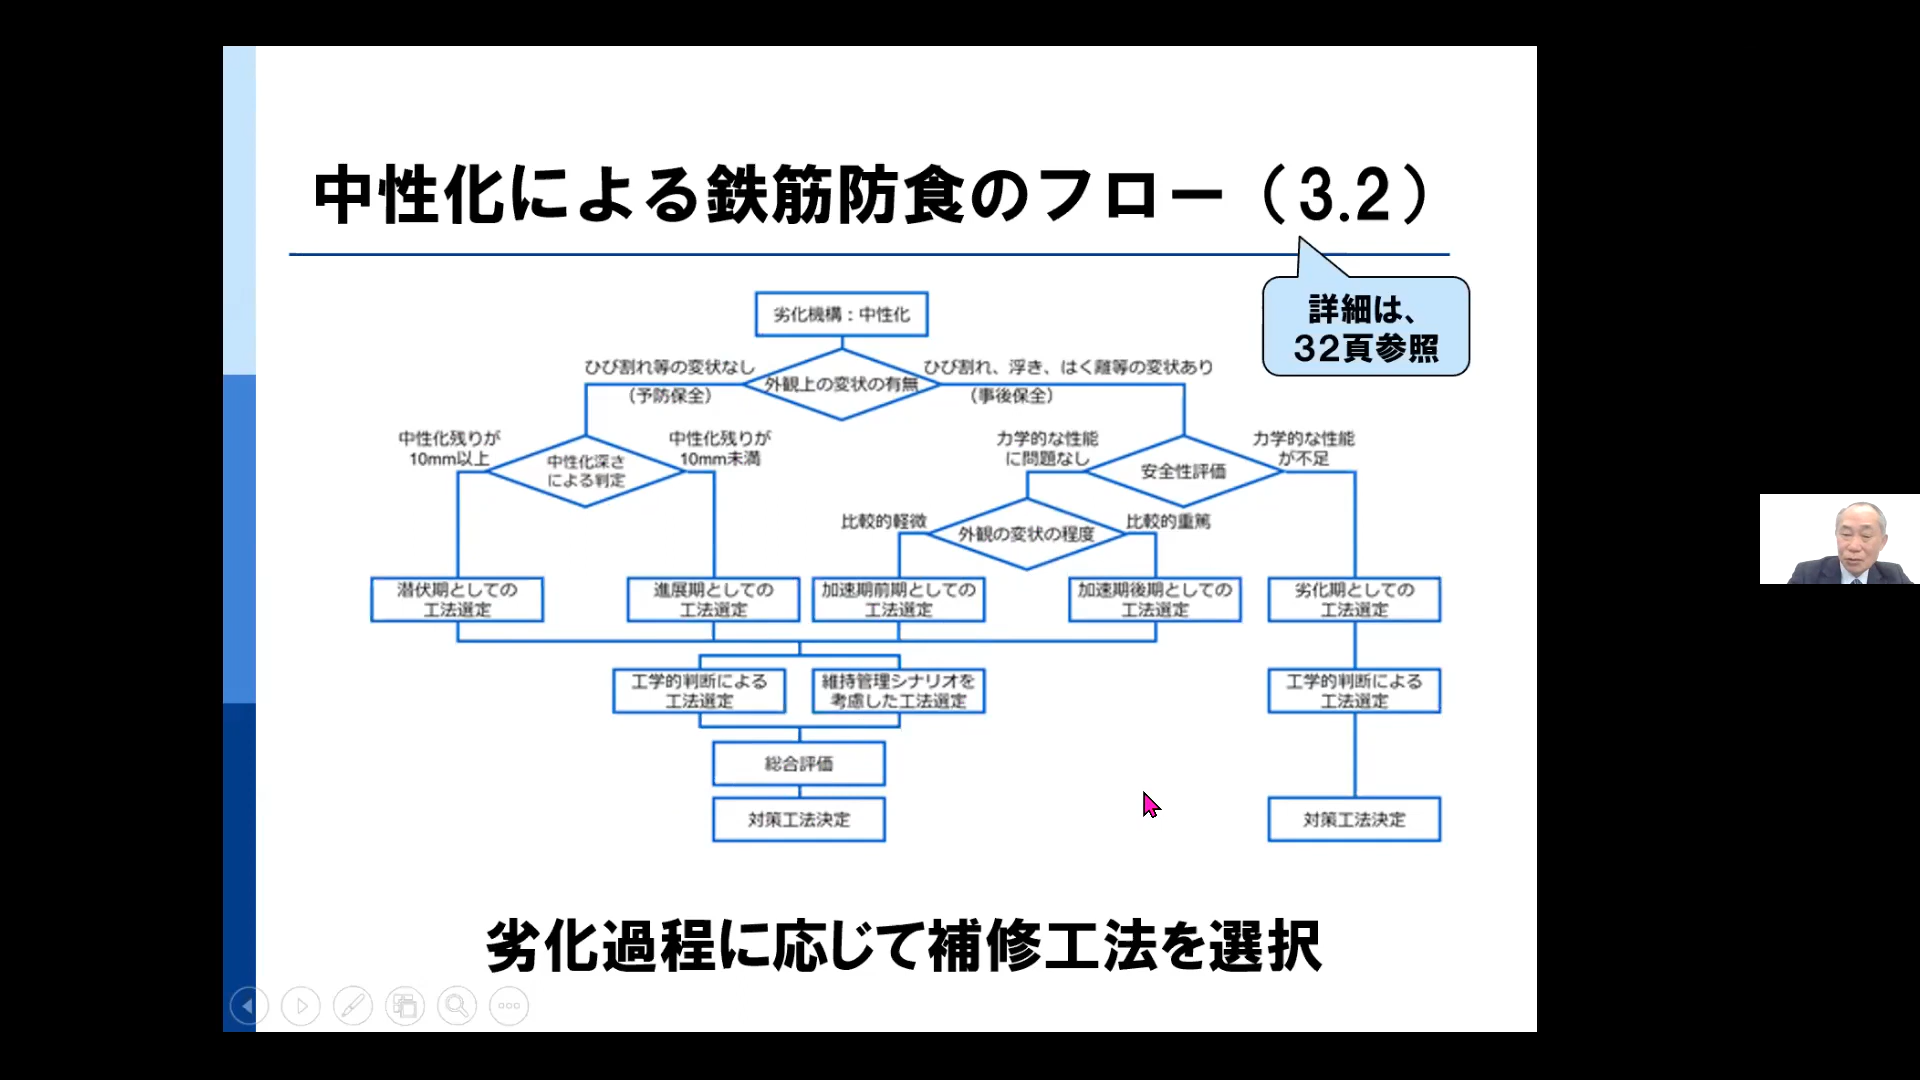 中性化による鉄筋防食のフロー（3.2）
詳細は、
32頁参照
劣化機構：中性化
ひび割れ等の変状なし
外観上の変状の有無
ひび割れ、浮き、はく離等の変状あり
（予防保全）
（事後保全）
中性化残りが
10mm以上
中性化深さ
による判定
中性化残りが
10mm未満
力学的な性能
に問題なし
安全性評価
力学的な性能
が不足
比較的軽微
外観の変状の程度
比較的重篤
潜伏期としての
工法選定
進展期としての
工法選定
加速期前期としての
工法選定
加速期後期としての
工法選定
劣化期としての
工法選定
工学的判断による
工法選定
維持管理シナリオを
考慮した工法選定
工学的判断による
工法選定
総合評価
対策工法決定
対策工法決定
劣化過程に応じて補修工法を選択